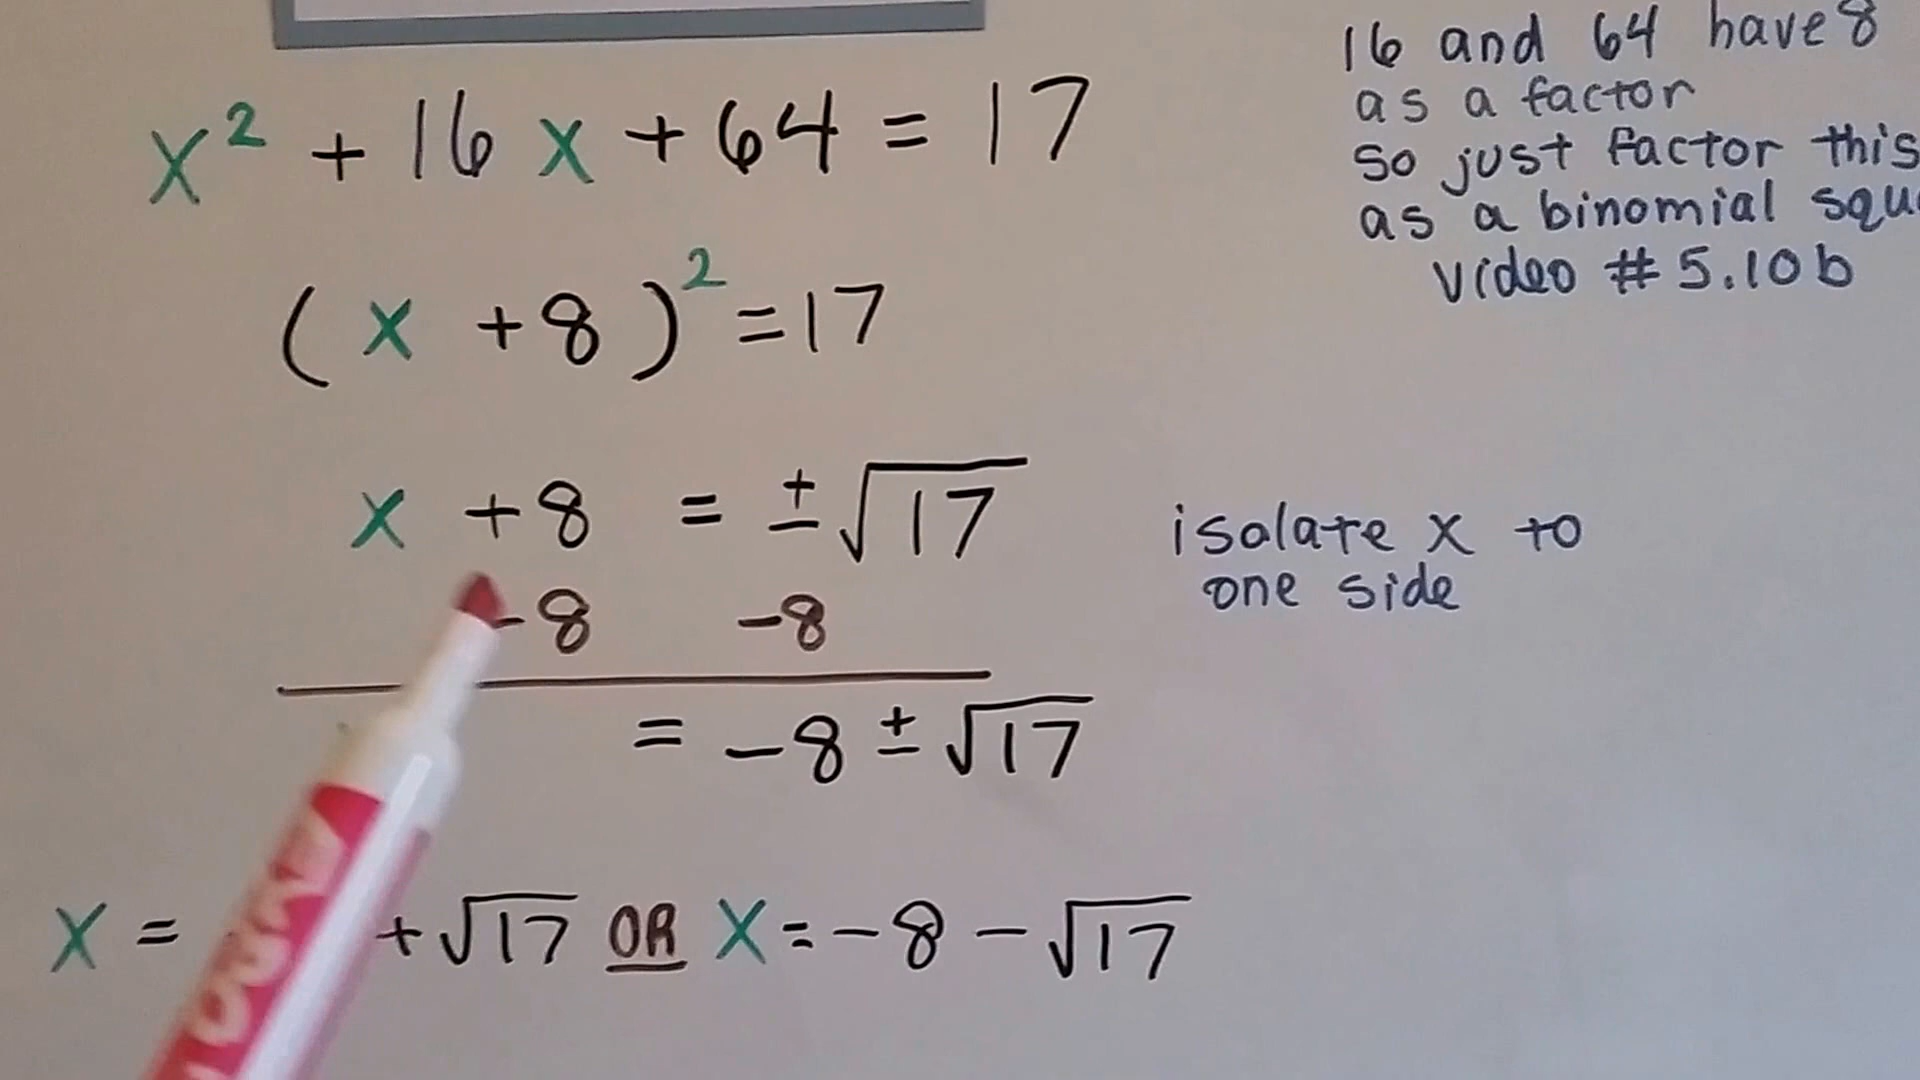 16 and 64 have 8
as a factor
so just factor this
as a binomial
video # 5.10b
x² + 16x + 64 = 17
(x + 8)² = 17
x + 8 = ±√17
isolate x to
one side
-8 -8
= -8 ± √17
x = + √17 OR x = -8 - √17